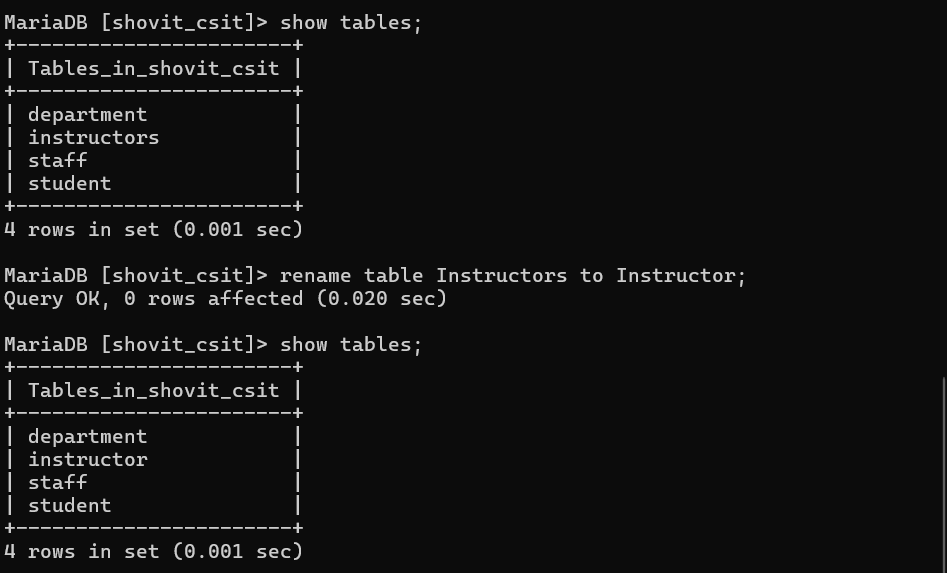 MariaDB [shovit_csit]> show tables;
+----------------------+
| Tables_in_shovit_csit |
+----------------------+
| department           |
| instructors          |
| staff                |
| student              |
+----------------------+
4 rows in set (0.001 sec)
MariaDB [shovit_csit]> rename table Instructors to Instructor;
Query OK, 0 rows affected (0.020 sec)
MariaDB [shovit_csit]> show tables;
+----------------------+
| Tables_in_shovit_csit |
+----------------------+
| department           |
| instructor           |
| staff                |
| student              |
+----------------------+
4 rows in set (0.001 sec)